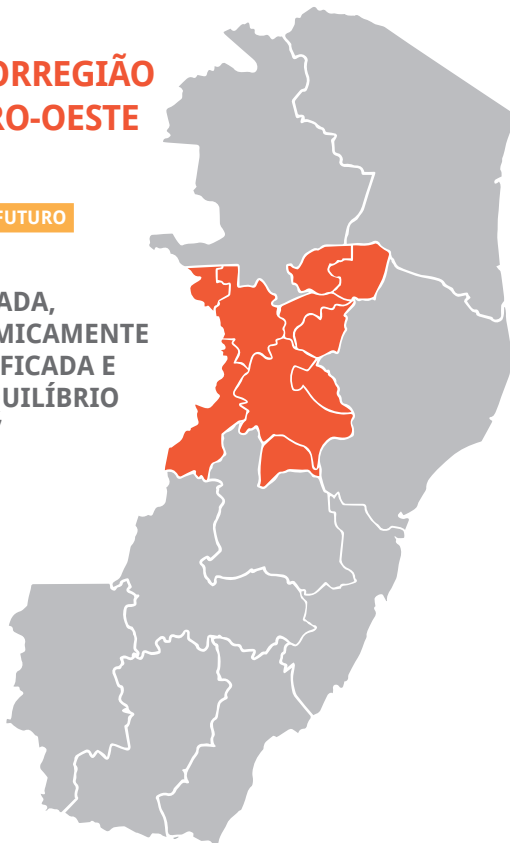 ORREGIÃO
RO-OESTE
FUTURO
ADA,
MICAMENTE
FICADA E
UILÍBRIO